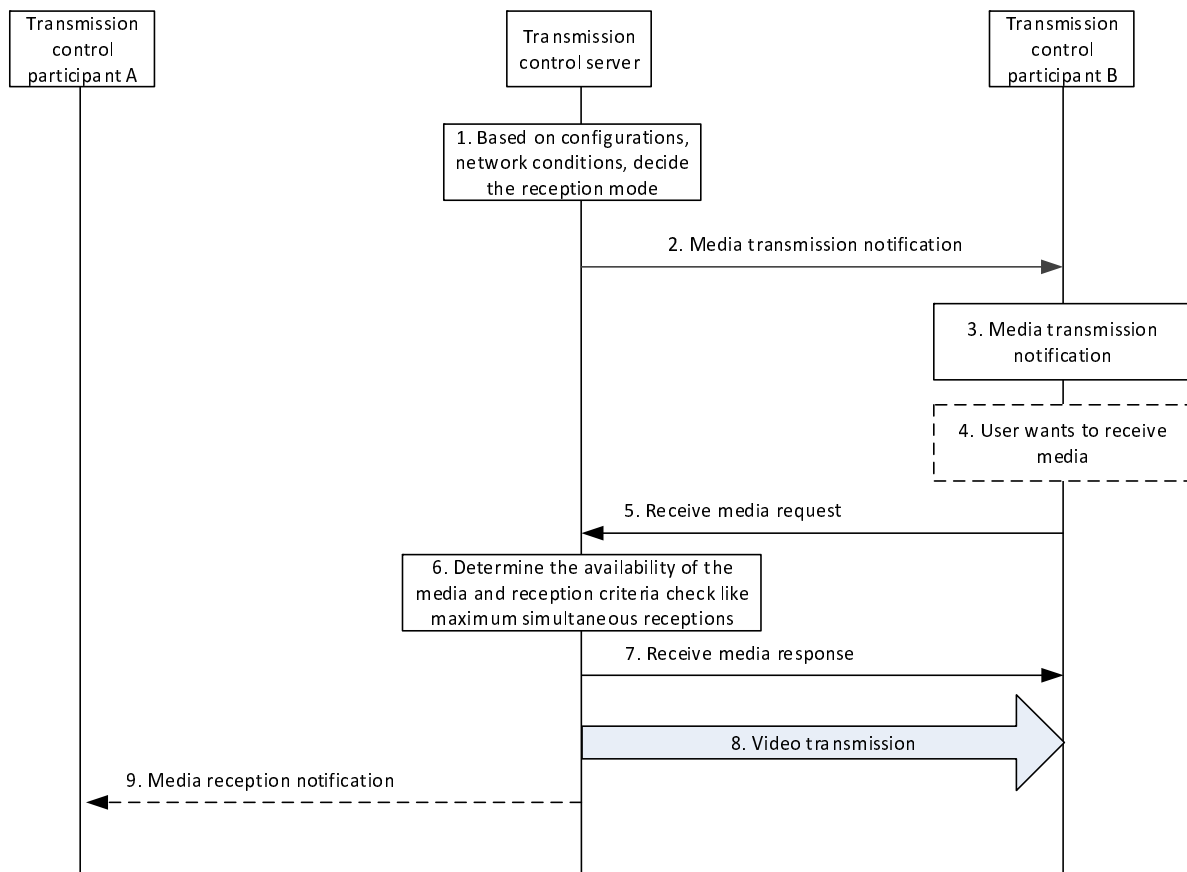 Transmission
control
participant A
Transmission
control server
Transmission
control
participant B
1. Based on configurations,
network conditions, decide
the reception mode
2. Media transmission notification
3. Media transmission
notification
4. User wants to receive
media
5. Receive media request
6. Determine the availability of the
media and reception criteria check like
maximum simultaneous receptions
7. Receive media response
8. Video transmission
9. Media reception notification